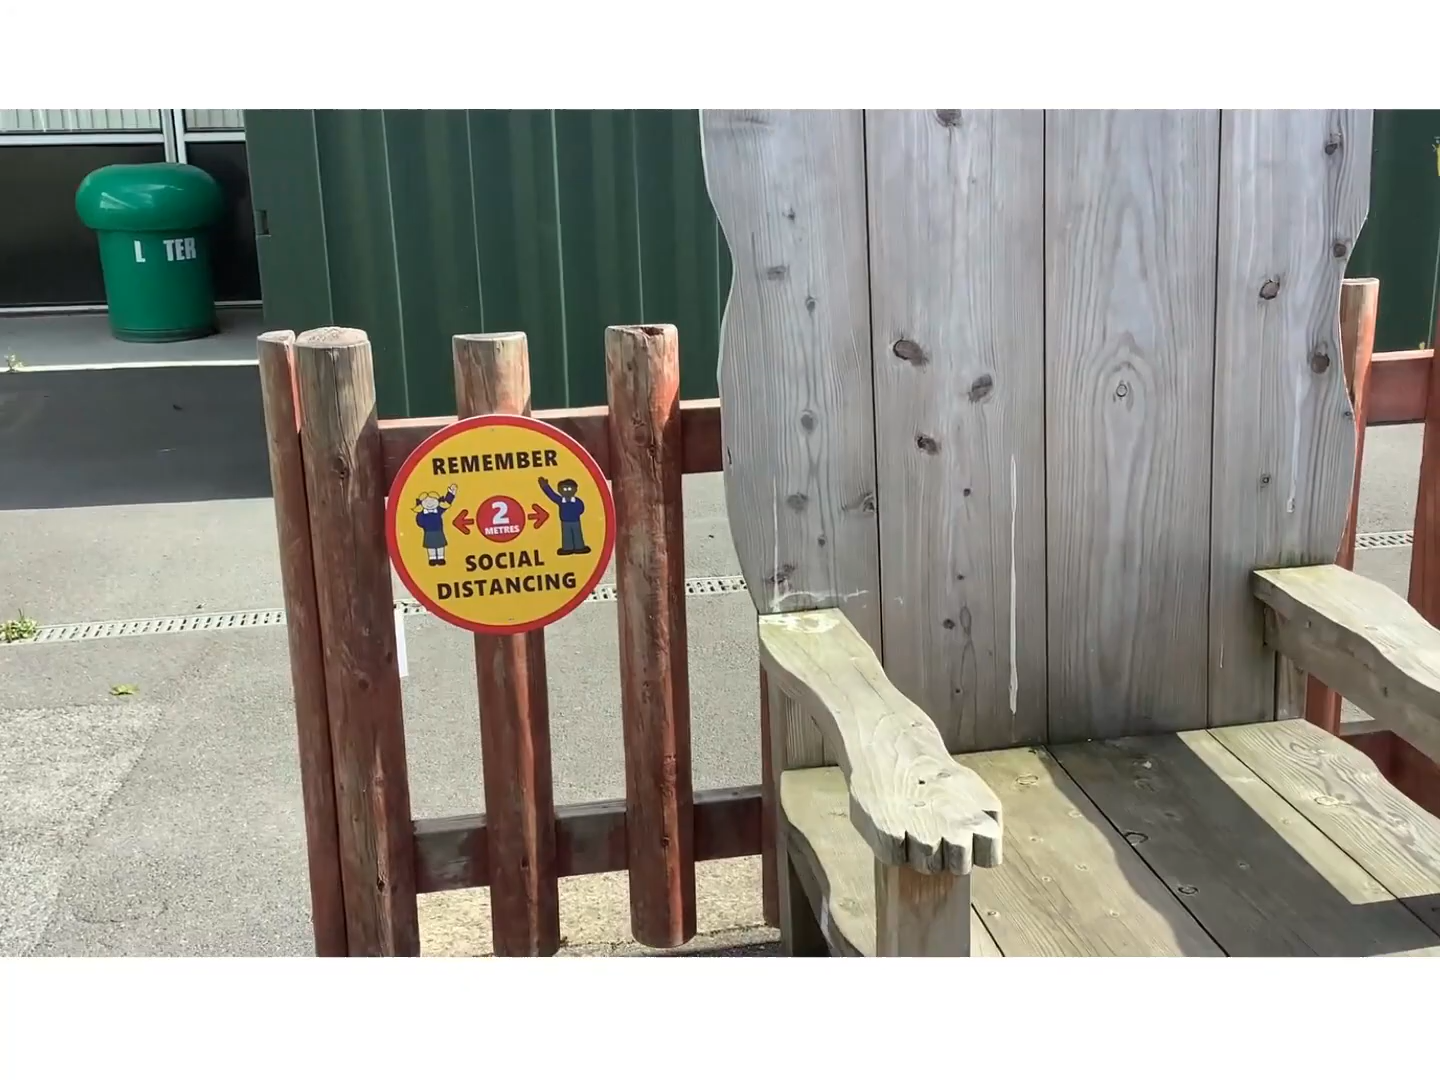 L TER
REMEMBER
2
METRES
SOCIAL
DISTANCING